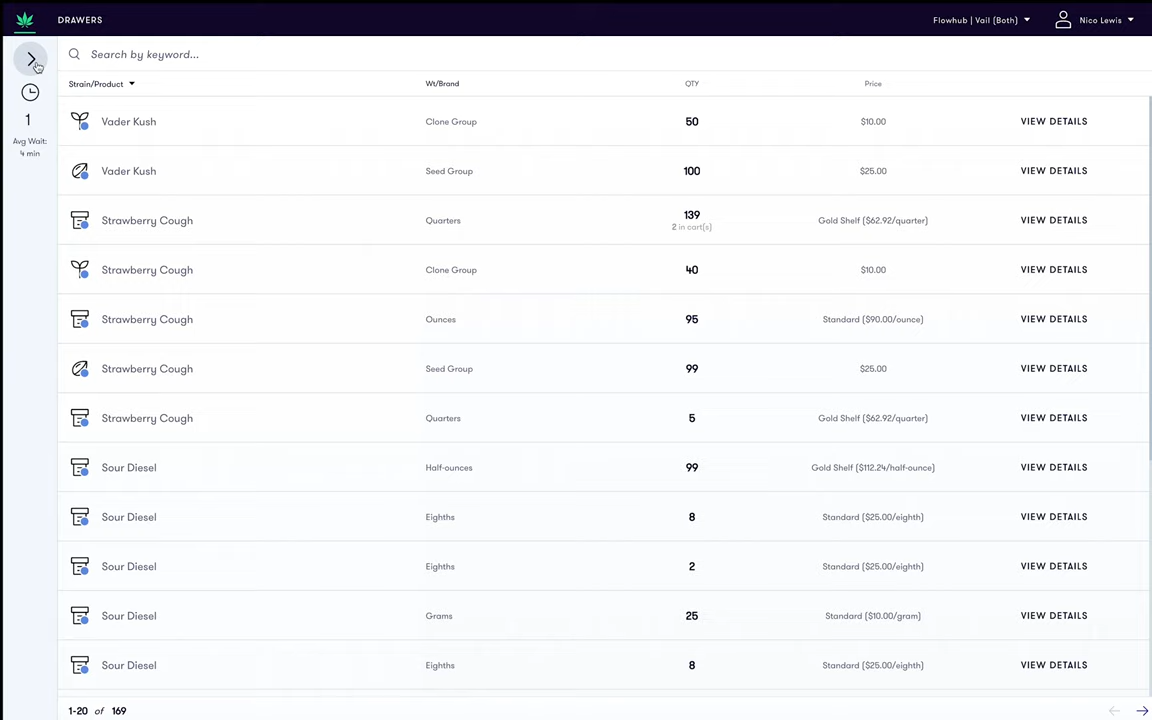 DRAWERS
Flowhub | Vail (Both)
Nico Lewis
Search by keyword...
1
Avg Wait:
4 min
Strain/Product Wt/Brand QTY Price
Vader Kush Clone Group 50 $10.00 VIEW DETAILS
Vader Kush Seed Group 100 $25.00 VIEW DETAILS
Strawberry Cough Quarters 139 Gold Shelf ($62.92/quarter) VIEW DETAILS
2 in cart(s)
Strawberry Cough Clone Group 40 $10.00 VIEW DETAILS
Strawberry Cough Ounces 95 Standard ($90.00/ounce) VIEW DETAILS
Strawberry Cough Seed Group 99 $25.00 VIEW DETAILS
Strawberry Cough Quarters 5 Gold Shelf ($62.92/quarter) VIEW DETAILS
Sour Diesel Half-ounces 99 Gold Shelf ($112.24/half-ounce) VIEW DETAILS
Sour Diesel Eighths 8 Standard ($25.00/eighth) VIEW DETAILS
Sour Diesel Eighths 2 Standard ($25.00/eighth) VIEW DETAILS
Sour Diesel Grams 25 Standard ($10.00/gram) VIEW DETAILS
Sour Diesel Eighths 8 Standard ($25.00/eighth) VIEW DETAILS
1-20 of 169